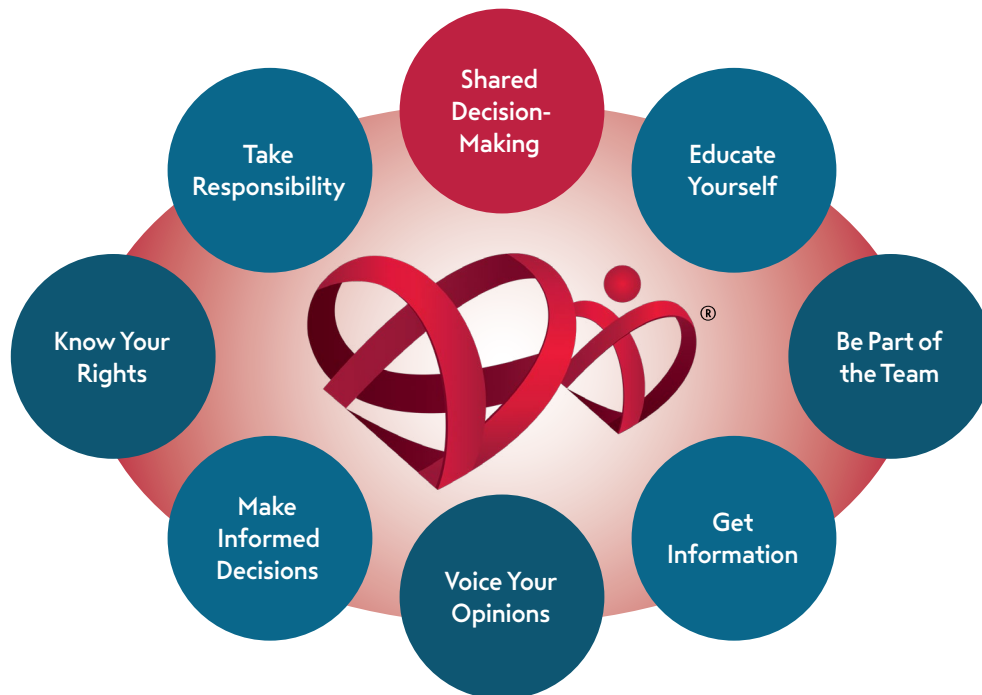 Shared
Decision-
Making
Educate
Yourself
Be Part of
the Team
Get
Information
Voice Your
Opinions
Make
Informed
Decisions
Know Your
Rights
Take
Responsibility
®